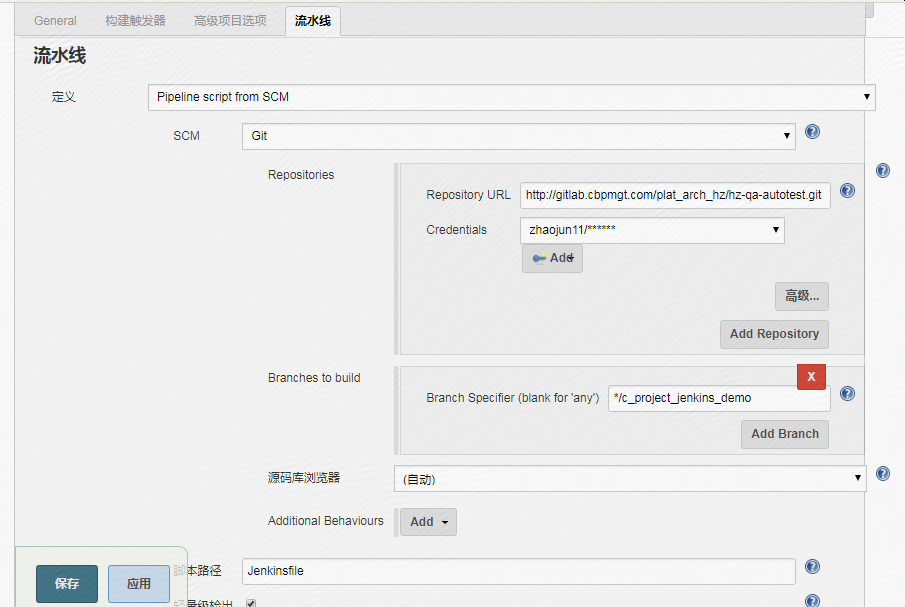 General 构建触发器 高级项目选项 流水线
流水线
定义 Pipeline script from SCM
SCM Git
Repositories
Repository URL http://gitlab.cbpmgt.com/plat_arch_hz/hz-qa-autotest.git
Credentials zhaojun11/******
Add
高级...
Add Repository
Branches to build
X
Branch Specifier (blank for 'any') */c_project_jenkins_demo
Add Branch
源码库浏览器 (自动)
Additional Behaviours Add
脚本路径 Jenkinsfile
保存 应用
轻量级检出